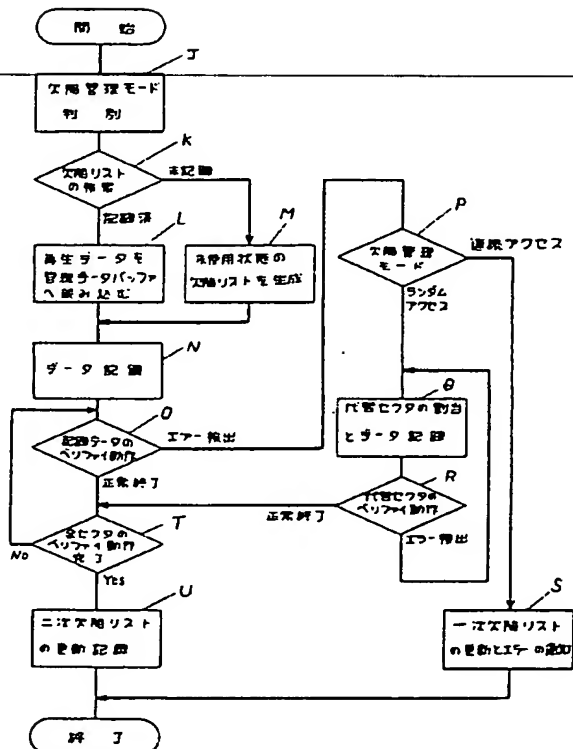 開始
J
欠陥管理モード
判別
K
欠陥リスト
の検索
未記録
記録済
L
再生データを
管理データバッファ
へ読み込む
M
未使用状態の
欠陥リストを生成
P
欠陥管理
モード
連続アクセス
ランダム
アクセス
N
データ記録
O
記録データの
ベリファイ動作
エラー検出
正常終了
Q
代替セクタの割当
とデータ記録
R
代替セクタの
ベリファイ動作
正常終了
エラー検出
T
全セクタの
ベリファイ動作
完了
No
YES
U
二次欠陥リスト
の更新記録
S
一次欠陥リスト
の更新とエラーの
終了